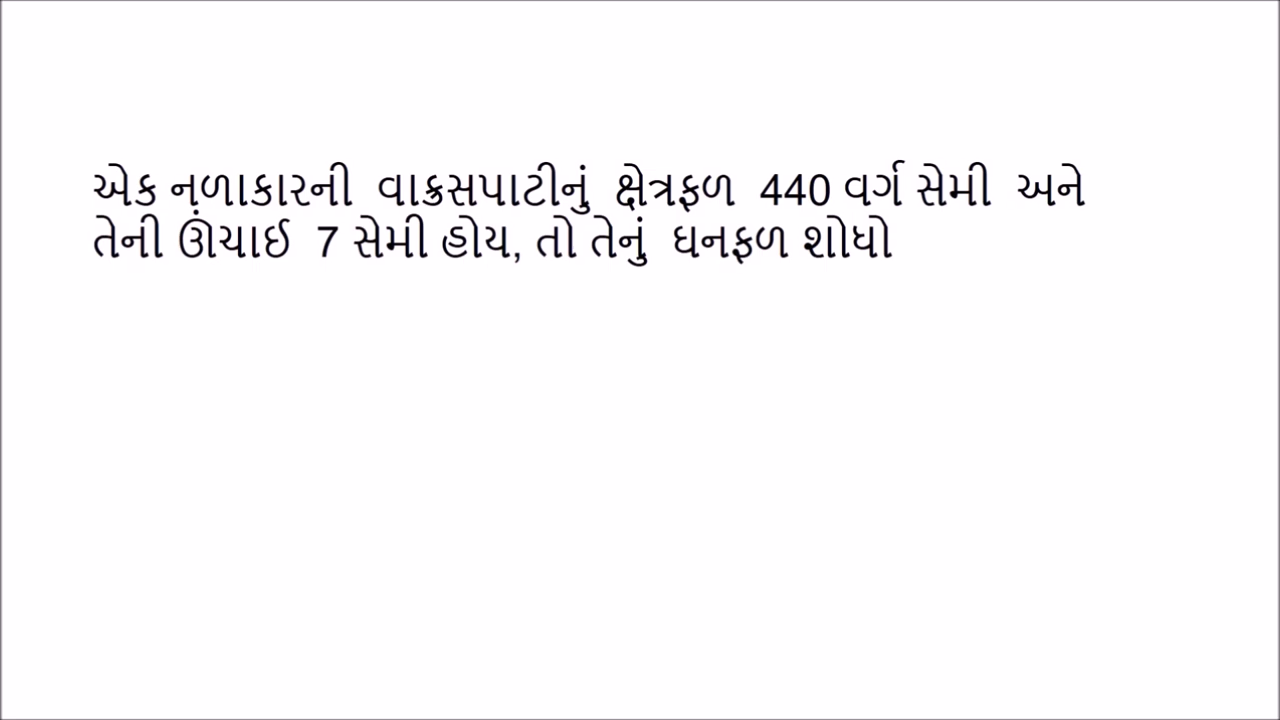 એક નળાકારની વાક્રસપાટીનું ક્ષેત્રફળ 440 વર્ગ સેમી અને
તેની ઊંચાઈ 7 સેમી હોય, તો તેનું ઘનફળ શોધો